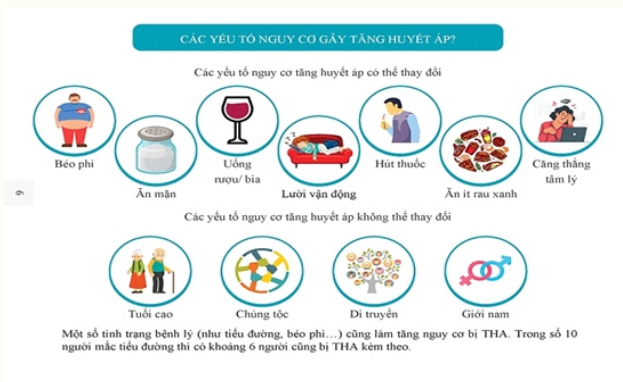 CÁC YẾU TỐ NGUY CƠ GÂY TĂNG HUYẾT ÁP?
Các yếu tố nguy cơ tăng huyết áp có thể thay đổi
Béo phì
Ăn mặn
Uống
rượu/ bia
Lười vận động
Hút thuốc
Ăn ít rau xanh
Căng thẳng
tâm lý
9
Các yếu tố nguy cơ tăng huyết áp không thể thay đổi
Tuổi cao
Chủng tộc
Di truyền
Giới nam
Một số tình trạng bệnh lý (như tiểu đường, béo phì…) cũng làm tăng nguy cơ bị THA. Trong số 10
người mắc tiểu đường thì có khoảng 6 người cũng bị THA kèm theo.